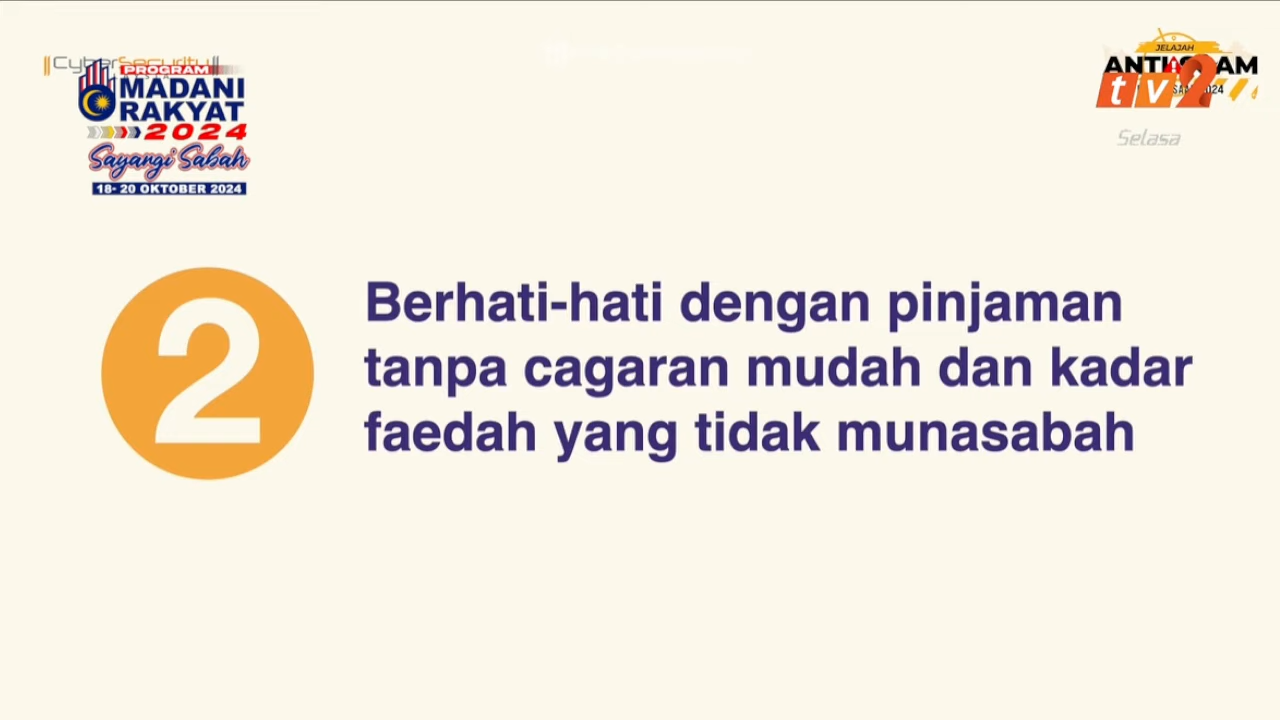 CyberSecurity
PROGRAM
MADANI
RAKYAT
2024
Sayangi Sabah
18- 20 OKTOBER 2024
JELAJAH
tv2
Selasa
2
Berhati-hati dengan pinjaman
tanpa cagaran mudah dan kadar
faedah yang tidak munasabah